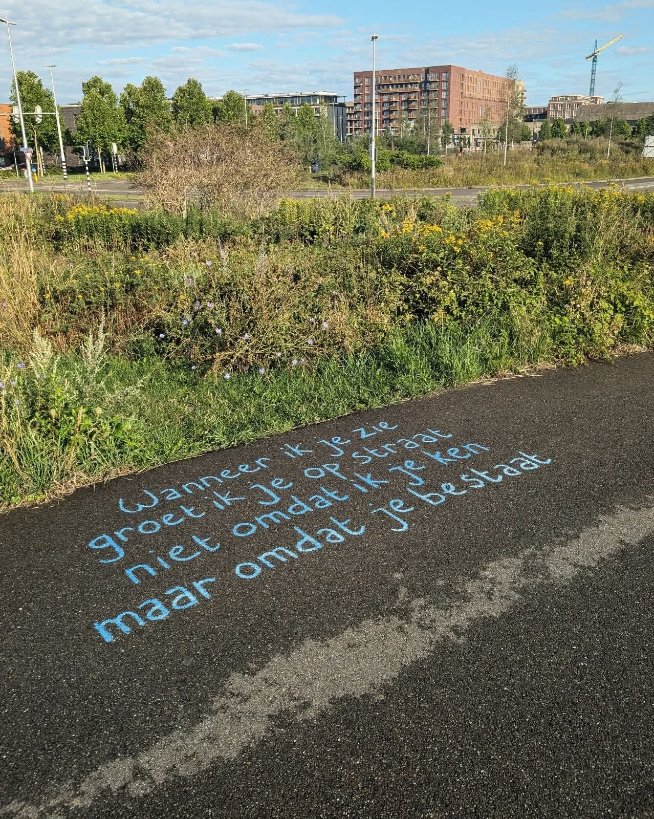 Wanneer ik je zie
groet ik je op straat
niet omdat ik je ken
maar omdat je bestaat